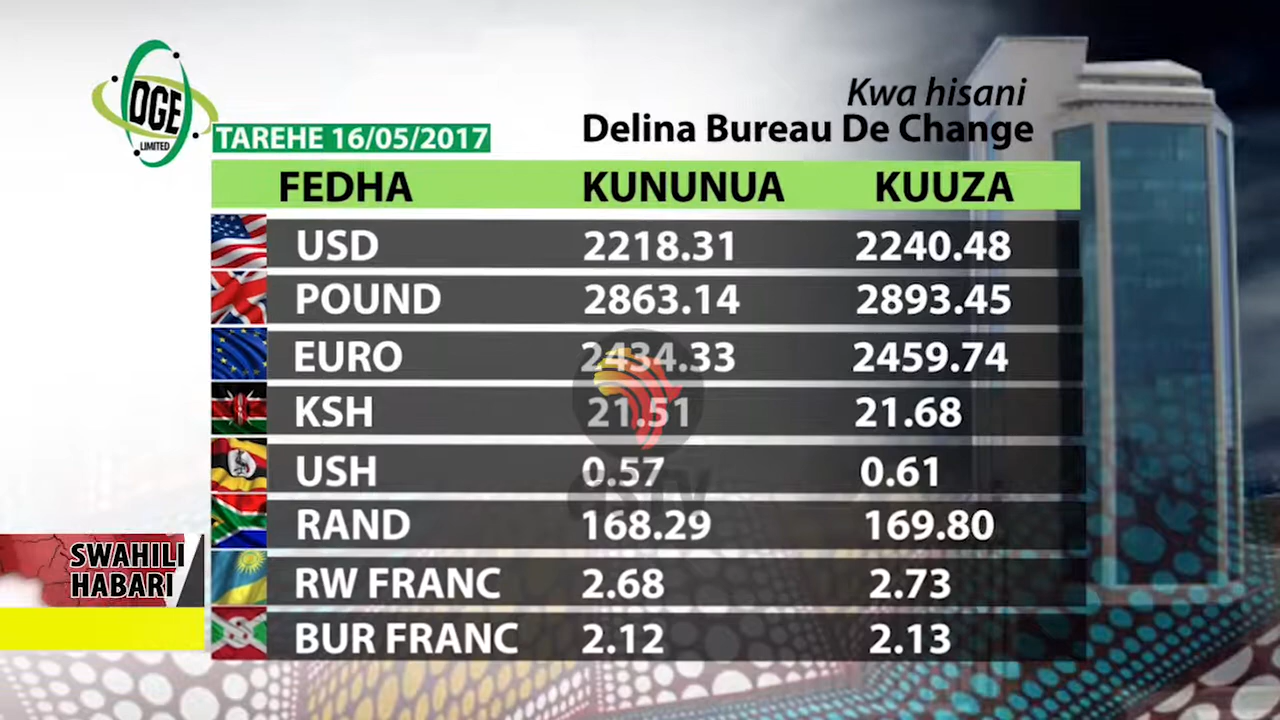 DGE
LIMITED
TAREHE 16/05/2017
Kwa hisani
Delina Bureau De Change
FEDHA KUNUNUA KUUZA
USD 2218.31 2240.48
POUND 2863.14 2893.45
EURO 2434.33 2459.74
KSH 21.51 21.68
USH 0.57 0.61
RAND 168.29 169.80
RW FRANC 2.68 2.73
BUR FRANC 2.12 2.13
SWAHILI
HABARI